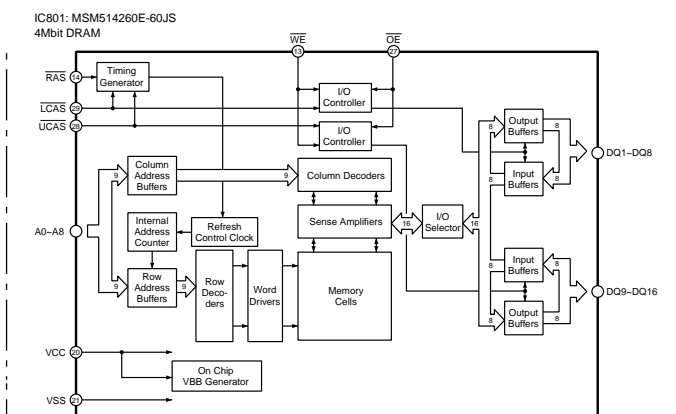 IC801: MSM514260E-60JS
4Mbit DRAM
WE
OE
13
27
RAS
14
Timing
Generator
LCAS
29
UCAS
28
I/O
Controller
I/O
Controller
Output
Buffers
8
8
DQ1~DQ8
Input
Buffers
8
8
Column
Address
Buffers
9
9
Column Decoders
A0~A8
Internal
Address
Counter
Refresh
Control Clock
Sense Amplifiers
16
I/O
Selector
16
Row
Address
Buffers
9
9
Row
Deco-
ders
Word
Drivers
Memory
Cells
Input
Buffers
8
8
DQ9~DQ16
Output
Buffers
8
8
VCC
20
On Chip
VBB Generator
VSS
21